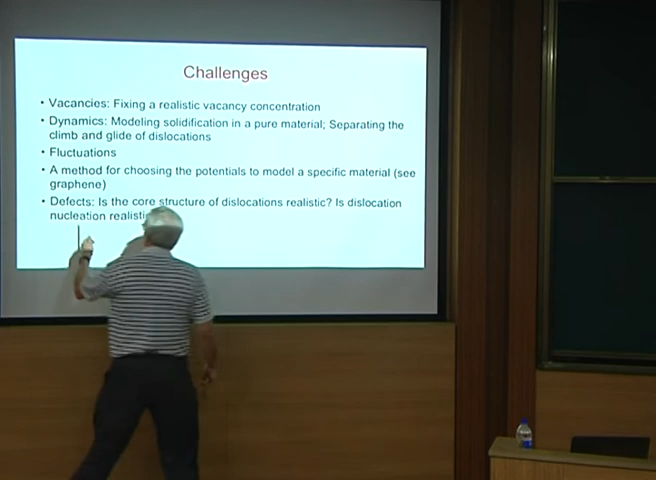 Challenges
• Vacancies: Fixing a realistic vacancy concentration
• Dynamics: Modeling solidification in a pure material; Separating the
climb and glide of dislocations
• Fluctuations
• A method for choosing the potentials to model a specific material (see
graphene)
• Defects: Is the core structure of dislocations realistic? Is dislocation
nucleation